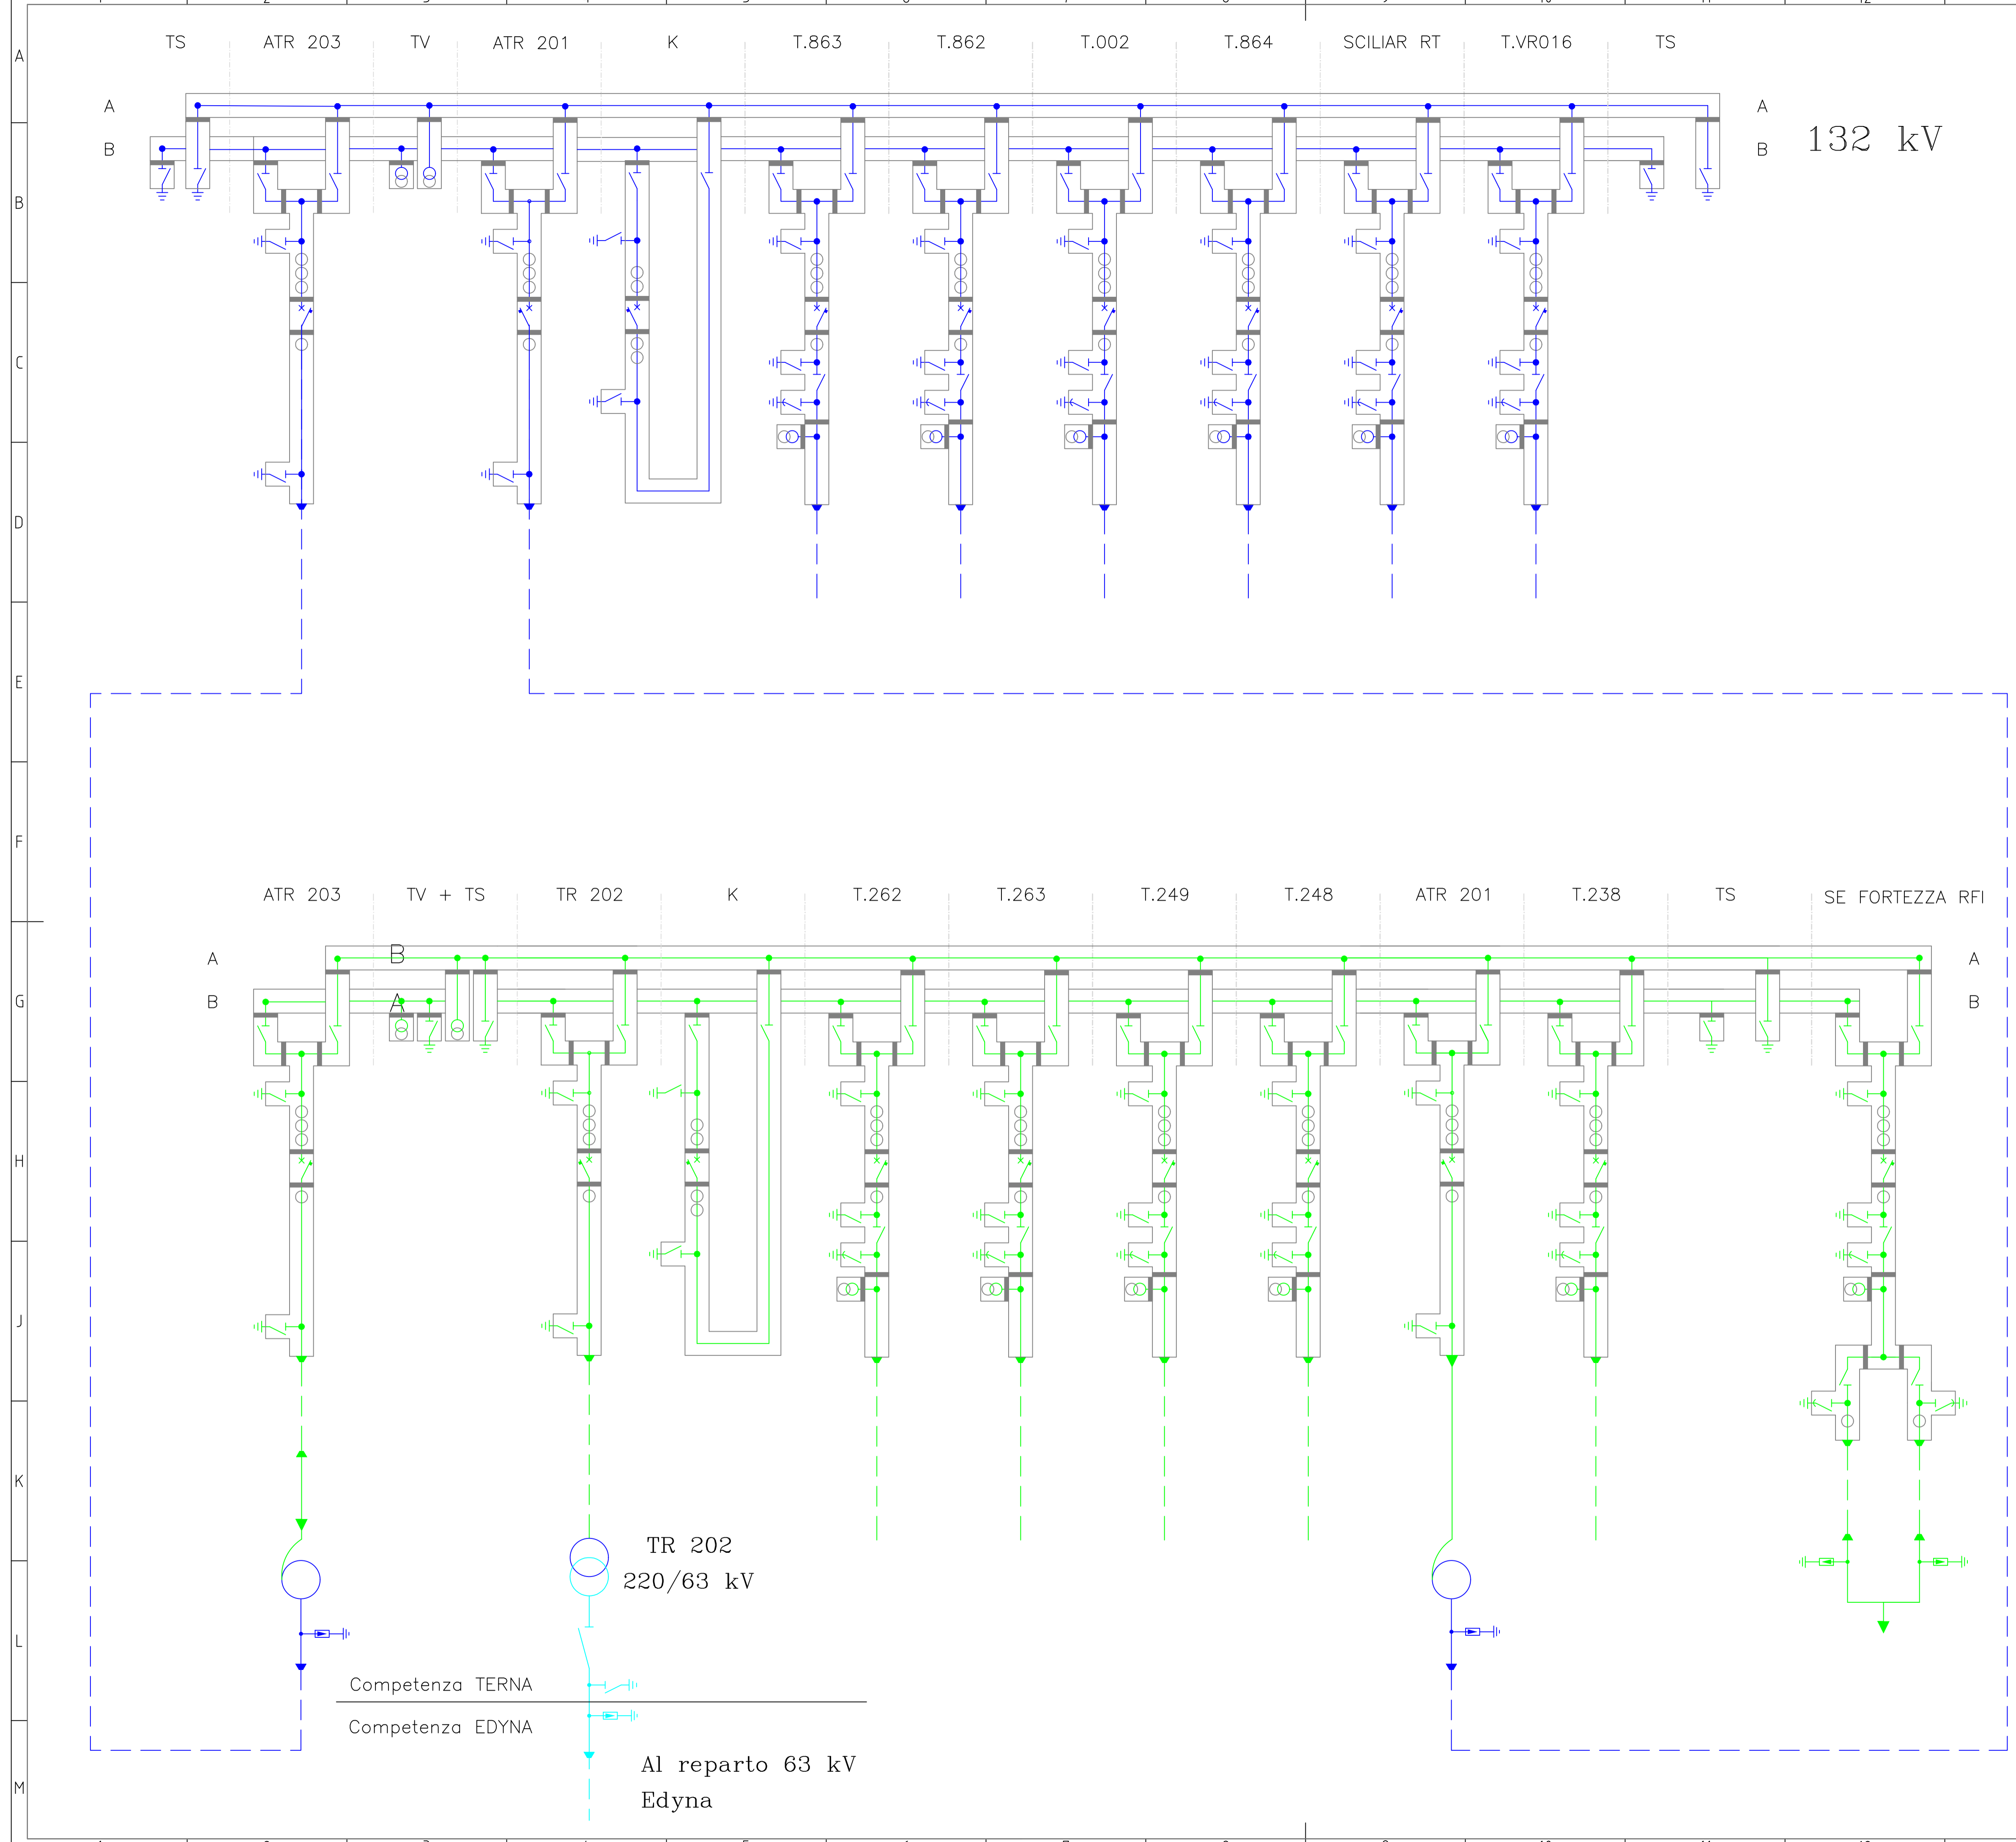 TS ATR 203 TV ATR 201 K T.863 T.862 T.002 T.864 SCILIAR RT T.VR016 TS
A
A A
B B
132 kV
B
C
D
E
F
ATR 203 TV + TS TR 202 K T.262 T.263 T.249 T.248 ATR 201 T.238 TS SE FORTEZZA RFI
A B A
G B A B
H
J
K
TR 202
220/63 kV
L
Competenza TERNA
Competenza EDYNA
Al reparto 63 kV
M
Edyna